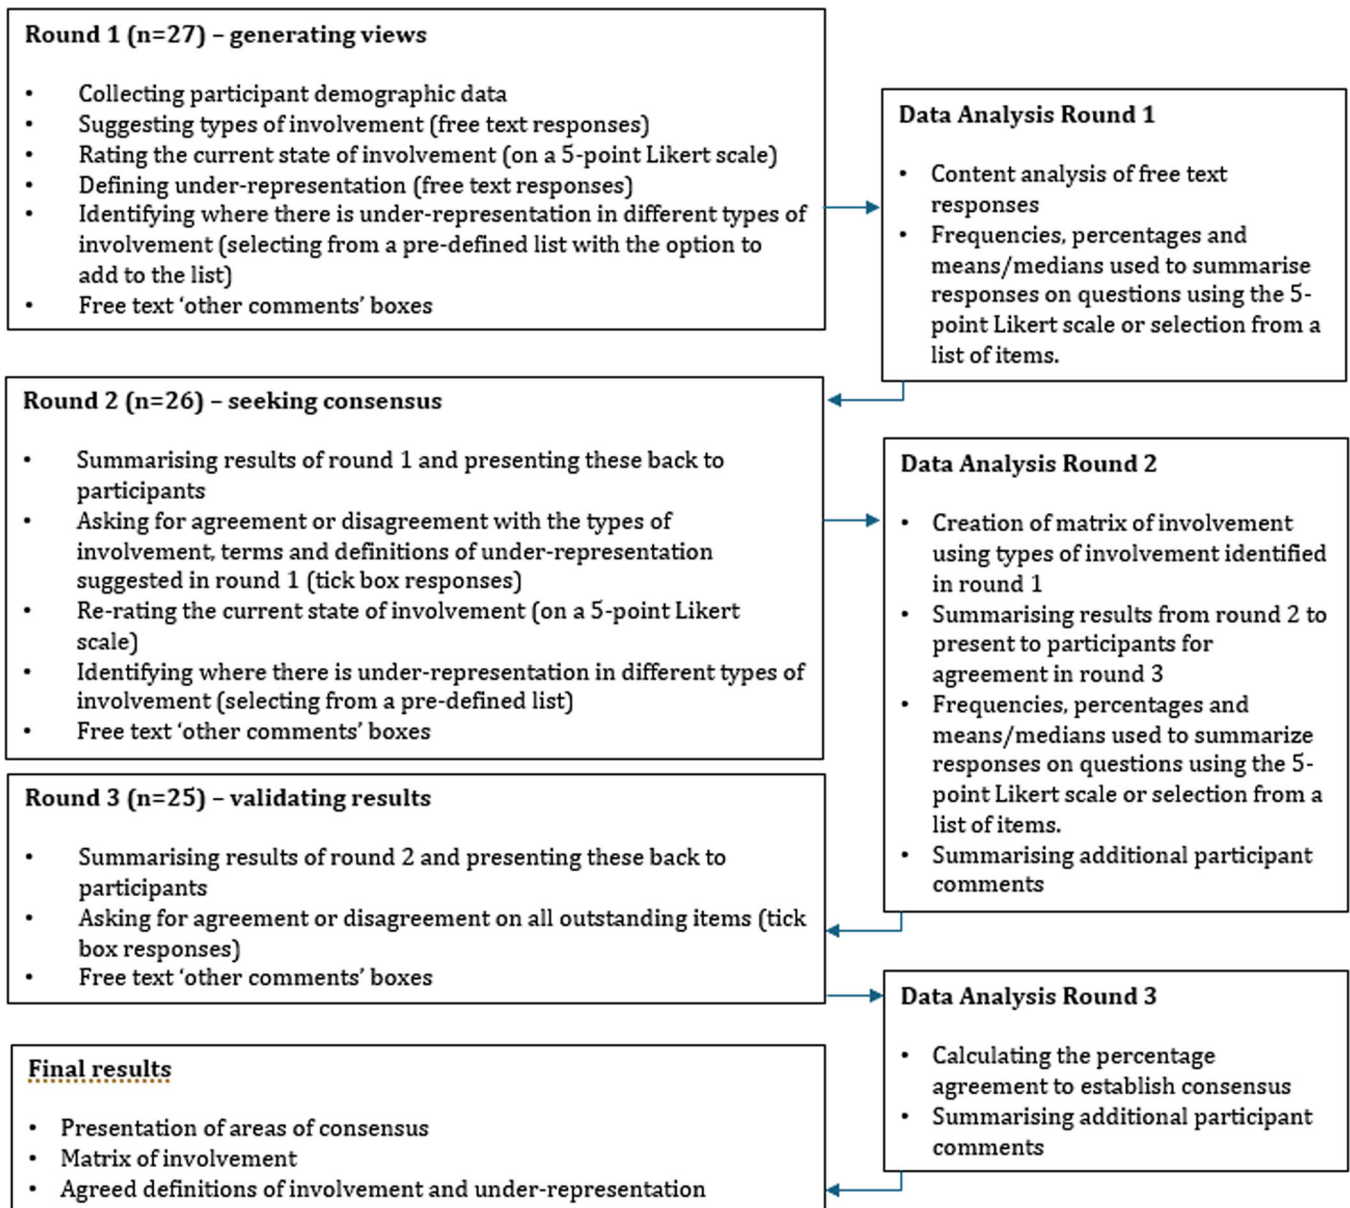 Round 1 (n=27) – generating views
• Collecting participant demographic data
• Suggesting types of involvement (free text responses)
• Rating the current state of involvement (on a 5-point Likert scale)
• Defining under-representation (free text responses)
• Identifying where there is under-representation in different types of
involvement (selecting from a pre-defined list with the option to
add to the list)
• Free text ‘other comments’ boxes
Data Analysis Round 1
• Content analysis of free text
responses
• Frequencies, percentages and
means/medians used to summarise
responses on questions using the 5-
point Likert scale or selection from a
list of items.
Round 2 (n=26) – seeking consensus
• Summarising results of round 1 and presenting these back to
participants
• Asking for agreement or disagreement with the types of
involvement, terms and definitions of under-representation
suggested in round 1 (tick box responses)
• Re-rating the current state of involvement (on a 5-point Likert
scale)
• Identifying where there is under-representation in different types of
involvement (selecting from a pre-defined list)
• Free text ‘other comments’ boxes
Data Analysis Round 2
• Creation of matrix of involvement
using types of involvement identified
in round 1
• Summarising results from round 2 to
present to participants for
agreement in round 3
• Frequencies, percentages and
means/medians used to summarize
responses on questions using the 5-
point Likert scale or selection from a
list of items.
• Summarising additional participant
comments
Round 3 (n=25) – validating results
• Summarising results of round 2 and presenting these back to
participants
• Asking for agreement or disagreement on all outstanding items (tick
box responses)
• Free text ‘other comments’ boxes
Data Analysis Round 3
• Calculating the percentage
agreement to establish consensus
• Summarising additional participant
comments
Final results
• Presentation of areas of consensus
• Matrix of involvement
• Agreed definitions of involvement and under-representation